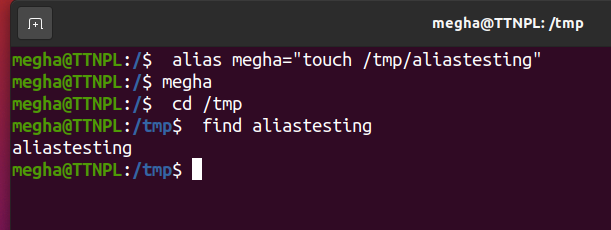 megha@TTNPL: /tmp
megha@TTNPL:/$  alias megha="touch /tmp/aliastesting"
megha@TTNPL:/$ megha
megha@TTNPL:/$  cd /tmp
megha@TTNPL:/tmp$  find aliastesting
aliastesting
megha@TTNPL:/tmp$